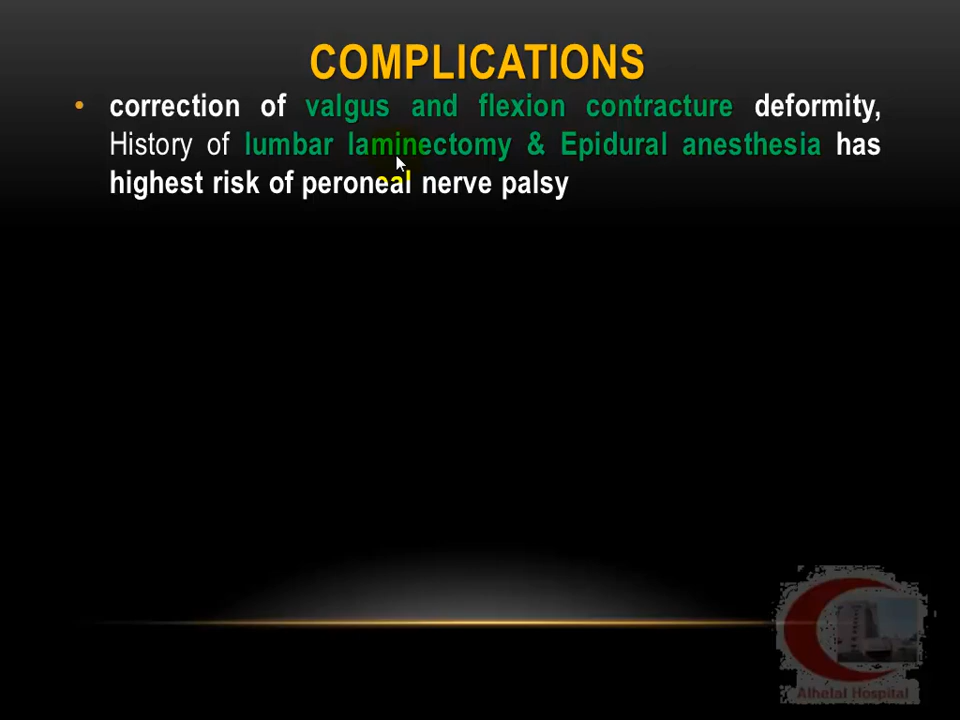 COMPLICATIONS
• correction of valgus and flexion contracture deformity,
History of lumbar laminectomy & Epidural anesthesia has
highest risk of peroneal nerve palsy
Alhelal Hospital